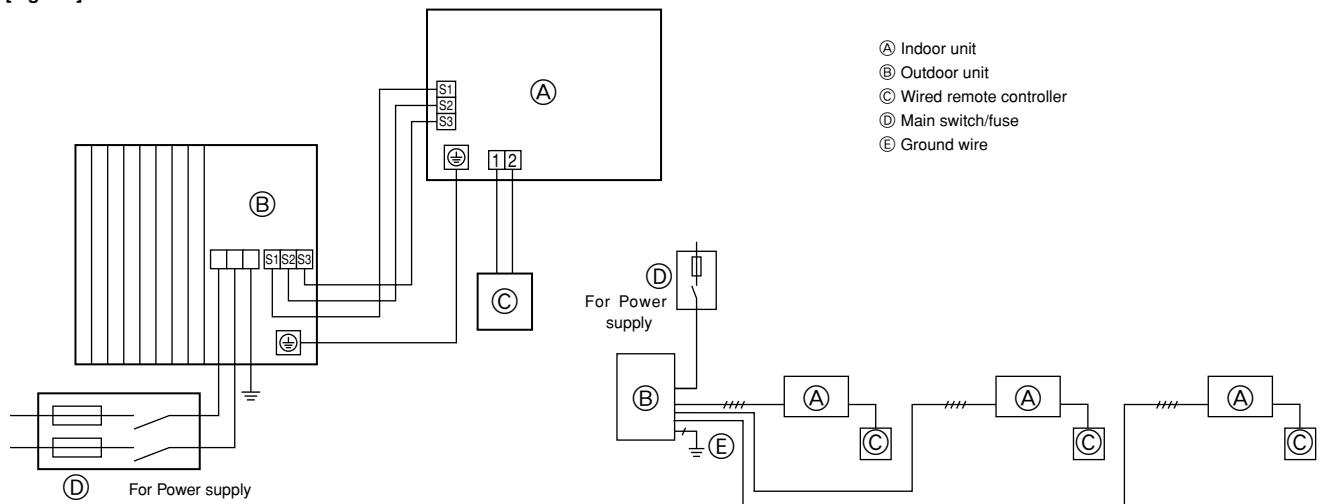 S1
S2
S3
Ⓐ
1 2
Ⓑ
S1 S2 S3
Ⓒ
Ⓓ For Power supply
Ⓐ Indoor unit
Ⓑ Outdoor unit
Ⓒ Wired remote controller
Ⓓ Main switch/fuse
Ⓔ Ground wire
Ⓓ
For Power
supply
Ⓑ Ⓐ Ⓐ Ⓐ
Ⓔ Ⓒ Ⓒ Ⓒ